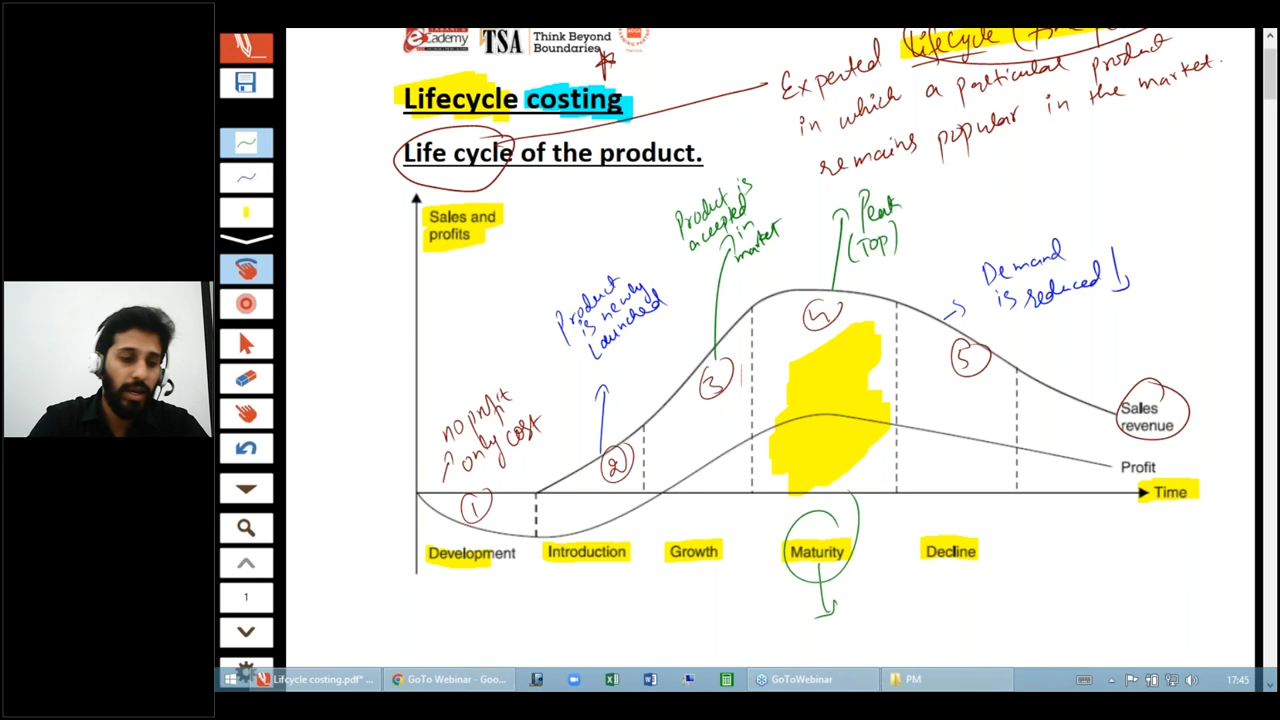 eCademy
TSA
Think Beyond
Boundaries
Lifecycle
Lifecycle costing
Expected
in which a particular product
remains popular in the market.
Life cycle of the product.
Sales and
profits
Product is
accepted
in
market
Peak
(TOP)
Demand
is reduced
Product
is newly
launched
no profit
only cost
1
2
3
4
5
Sales
revenue
Profit
Time
Development
Introduction
Growth
Maturity
Decline
1
Lifcycle costing.pdf* ...
GoTo Webinar - Goo...
GoToWebinar
PM
17:45